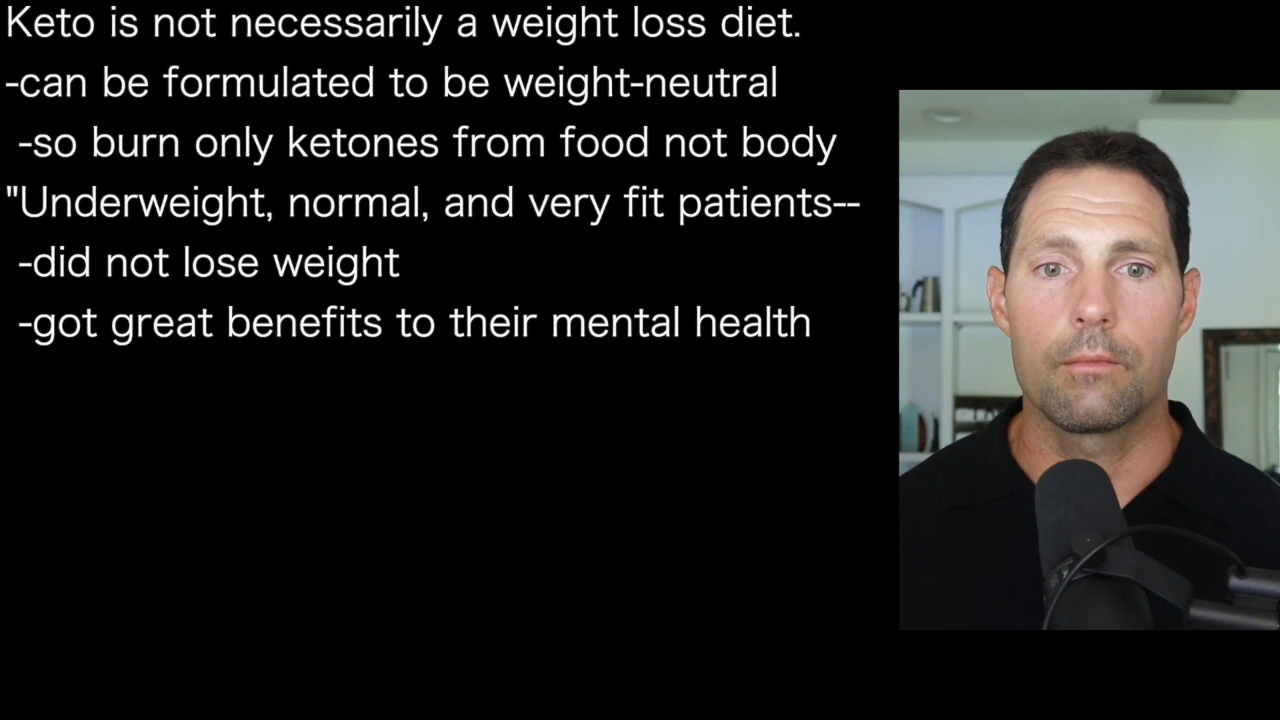 Keto is not necessarily a weight loss diet.
-can be formulated to be weight-neutral
-so burn only ketones from food not body
"Underweight, normal, and very fit patients--
-did not lose weight
-got great benefits to their mental health